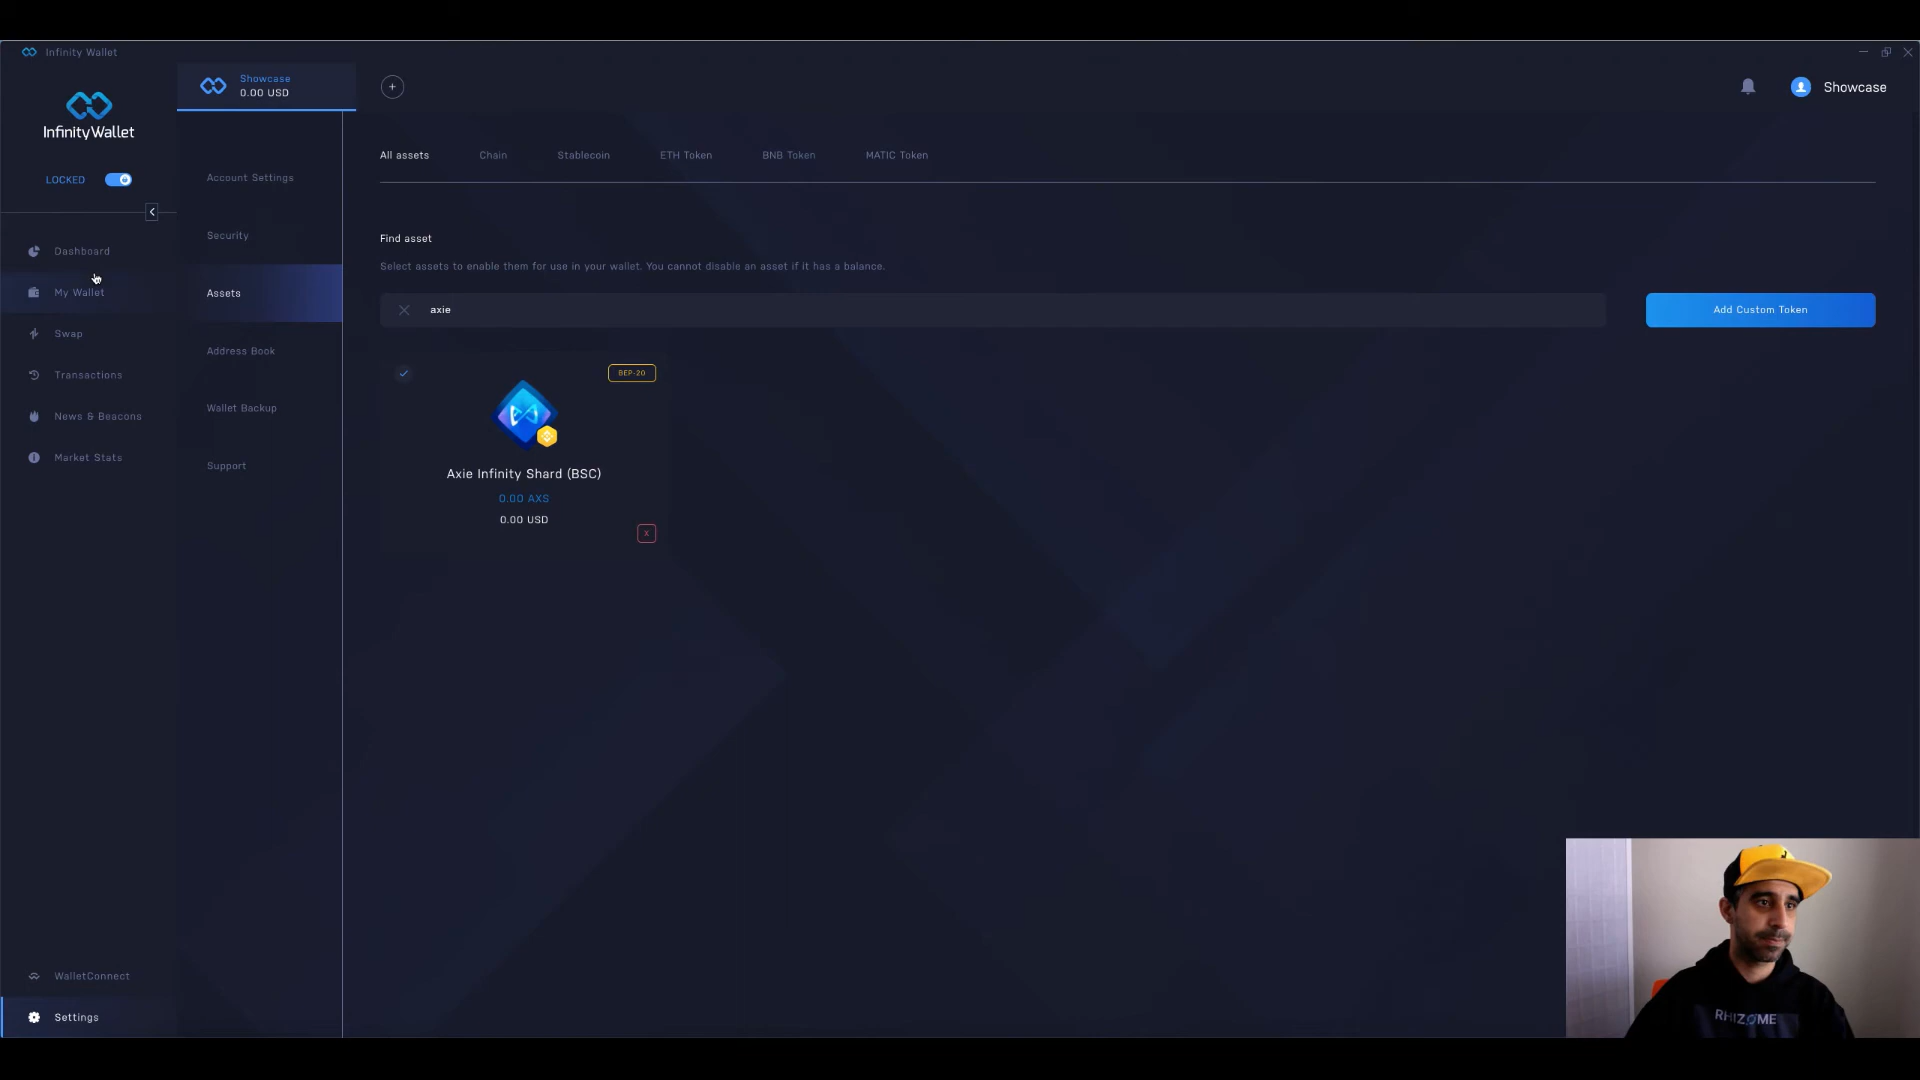 Infinity Wallet
InfinityWallet
LOCKED
Dashboard
My Wallet
Swap
Transactions
News & Beacons
Market Stats
WalletConnect
Settings
Showcase
0.00 USD
+
Showcase
Account Settings
Security
Assets
Address Book
Wallet Backup
Support
All assets
Chain
Stablecoin
ETH Token
BNB Token
MATIC Token
Find asset
Select assets to enable them for use in your wallet. You cannot disable an asset if it has a balance.
axie
Add Custom Token
BEP-20
Axie Infinity Shard (BSC)
0.00 AXS
0.00 USD
X
RHIZOME